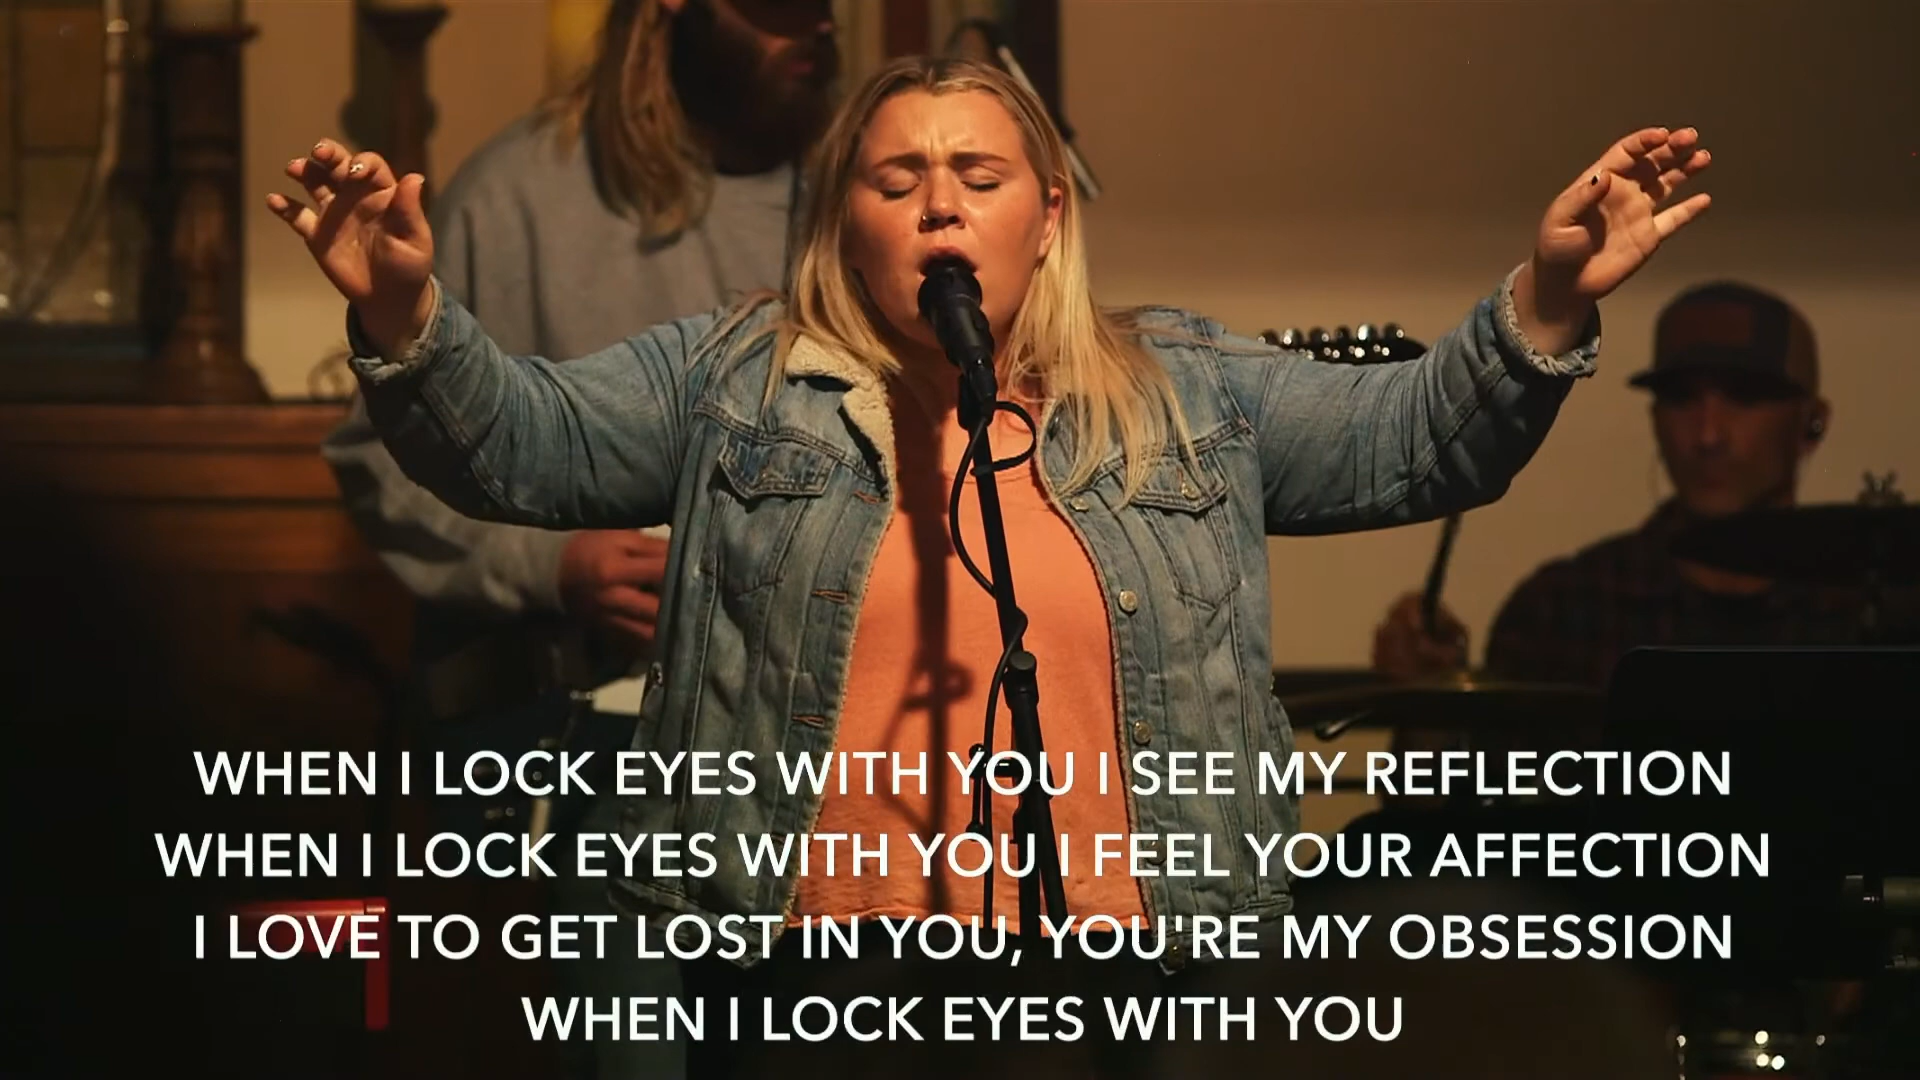 WHEN I LOCK EYES WITH YOU I SEE MY REFLECTION
WHEN I LOCK EYES WITH YOU I FEEL YOUR AFFECTION
I LOVE TO GET LOST IN YOU, YOU'RE MY OBSESSION
WHEN I LOCK EYES WITH YOU